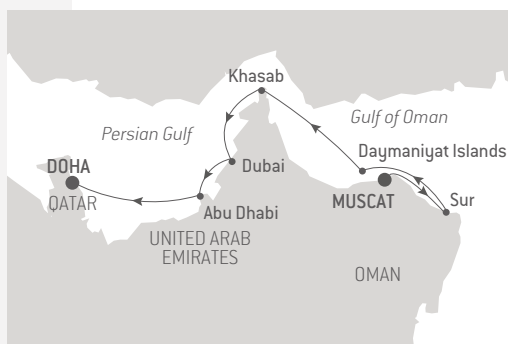 Khasab
Gulf of Oman
Persian Gulf
Daymaniyat Islands
DOHA
Dubai
QATAR
MUSCAT
Sur
Abu Dhabi
UNITED ARAB
EMIRATES
OMAN